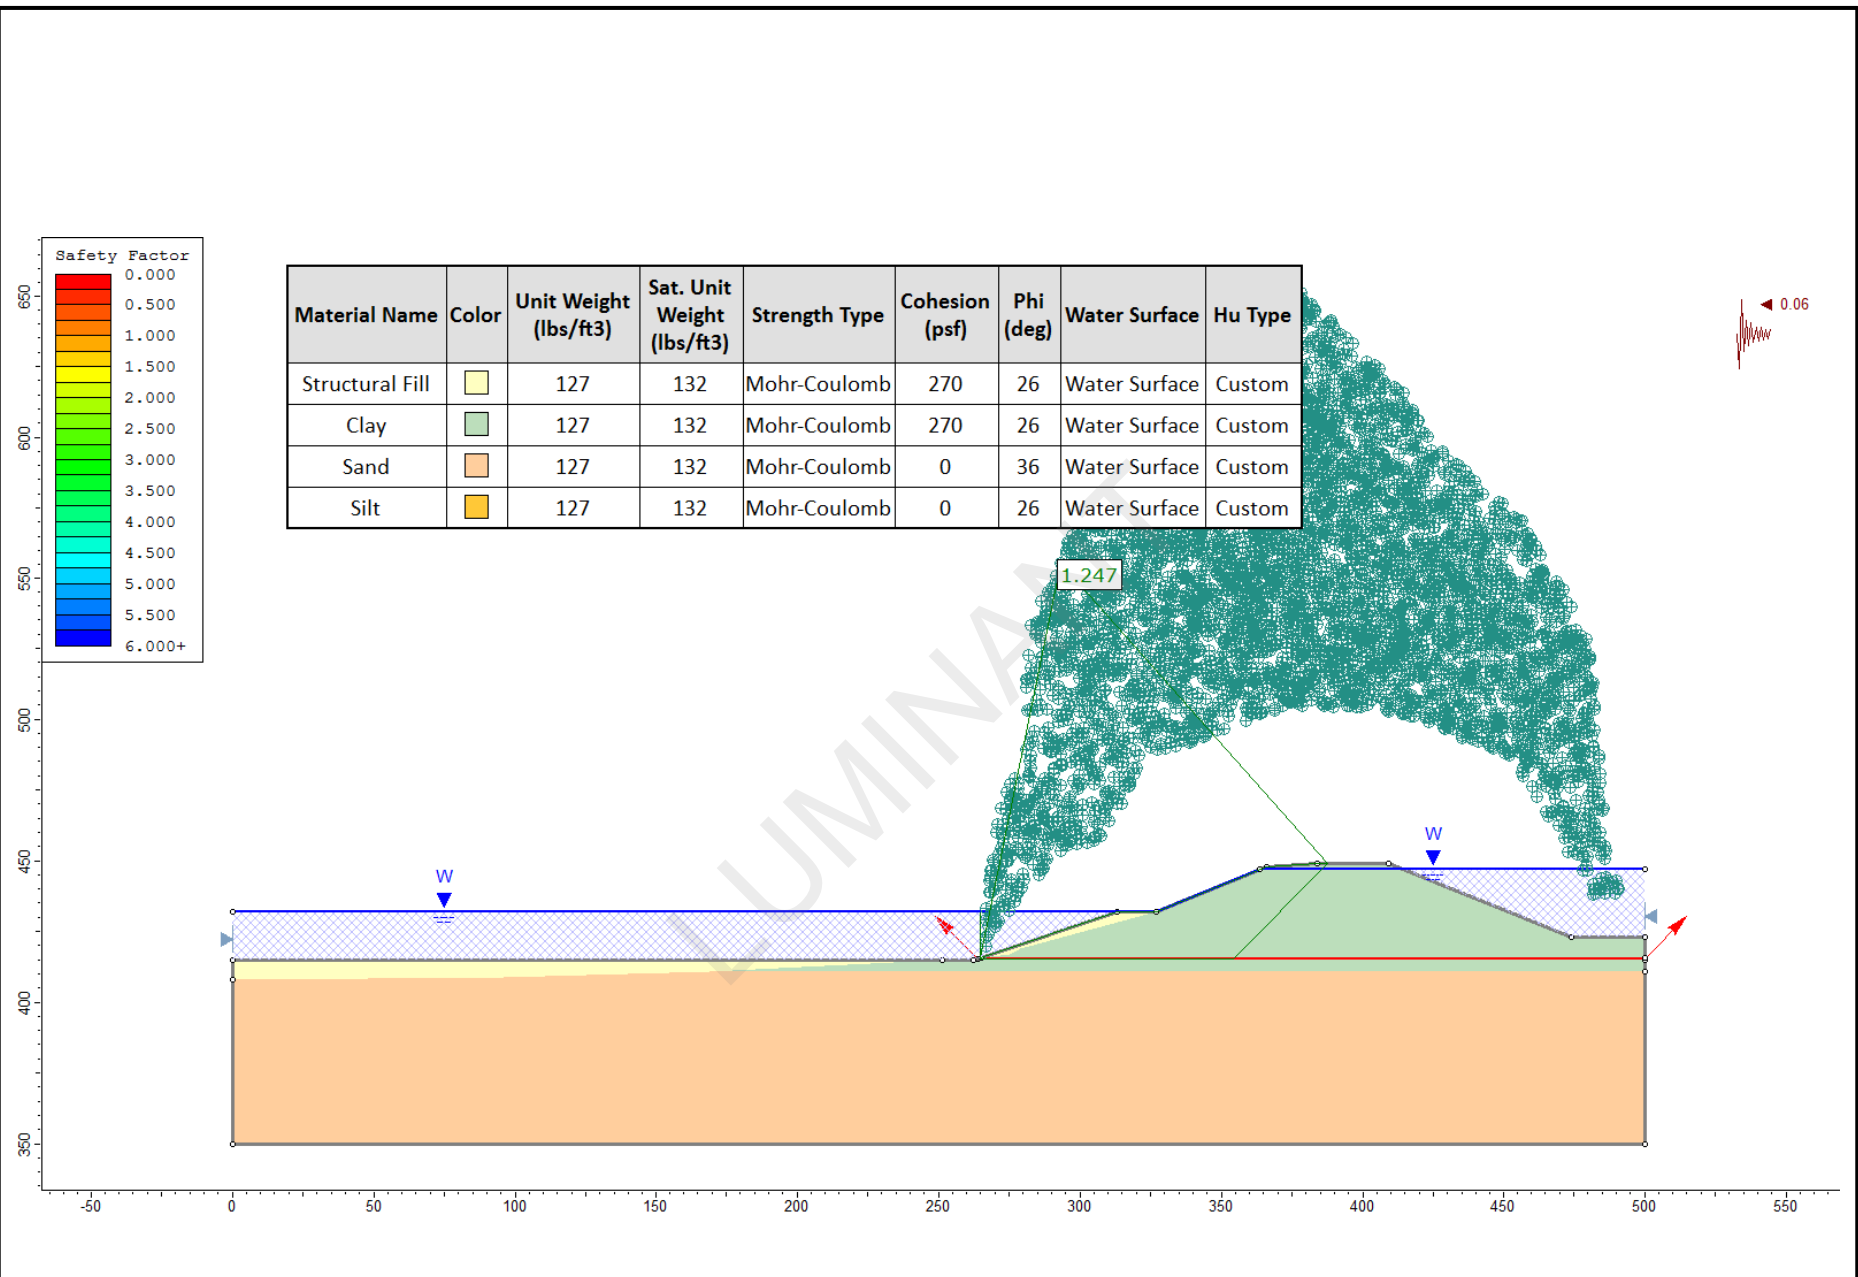 Safety Factor
0.000
0.500
1.000
1.500
2.000
2.500
3.000
3.500
4.000
4.500
5.000
5.500
6.000+
Material Name Color Unit Weight (lbs/ft3) Sat. Unit Weight (lbs/ft3) Strength Type Cohesion (psf) Phi (deg) Water Surface Hu Type
Structural Fill 127 132 Mohr-Coulomb 270 26 Water Surface Custom
Clay 127 132 Mohr-Coulomb 270 26 Water Surface Custom
Sand 127 132 Mohr-Coulomb 0 36 Water Surface Custom
Silt 127 132 Mohr-Coulomb 0 26 Water Surface Custom
0.06
1.247
LUMINANT
W
W
650
600
550
500
450
400
350
-50 0 50 100 150 200 250 300 350 400 450 500 550